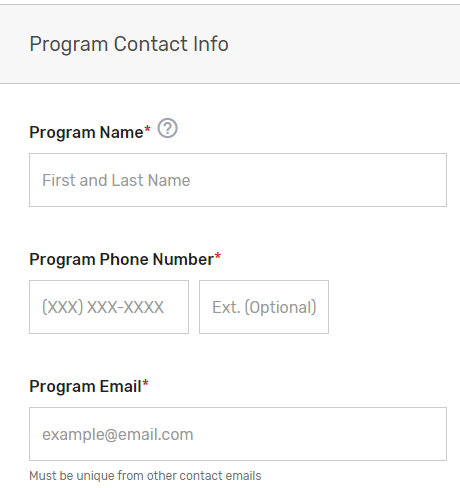 Program Contact Info
Program Name*
First and Last Name
Program Phone Number*
(XXX) XXX-XXXX Ext. (Optional)
Program Email*
example@email.com
Must be unique from other contact emails